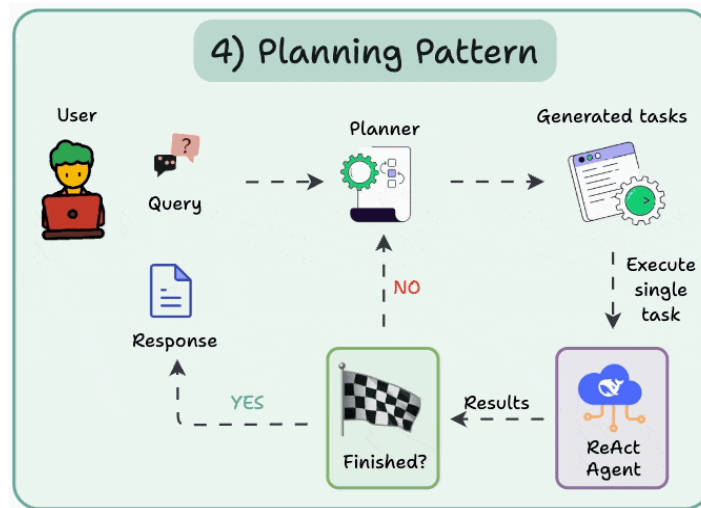 4) Planning Pattern
User
Query
?
Planner
Generated tasks
>
Execute
single
task
ReAct
Agent
Results
Finished?
NO
YES
Response